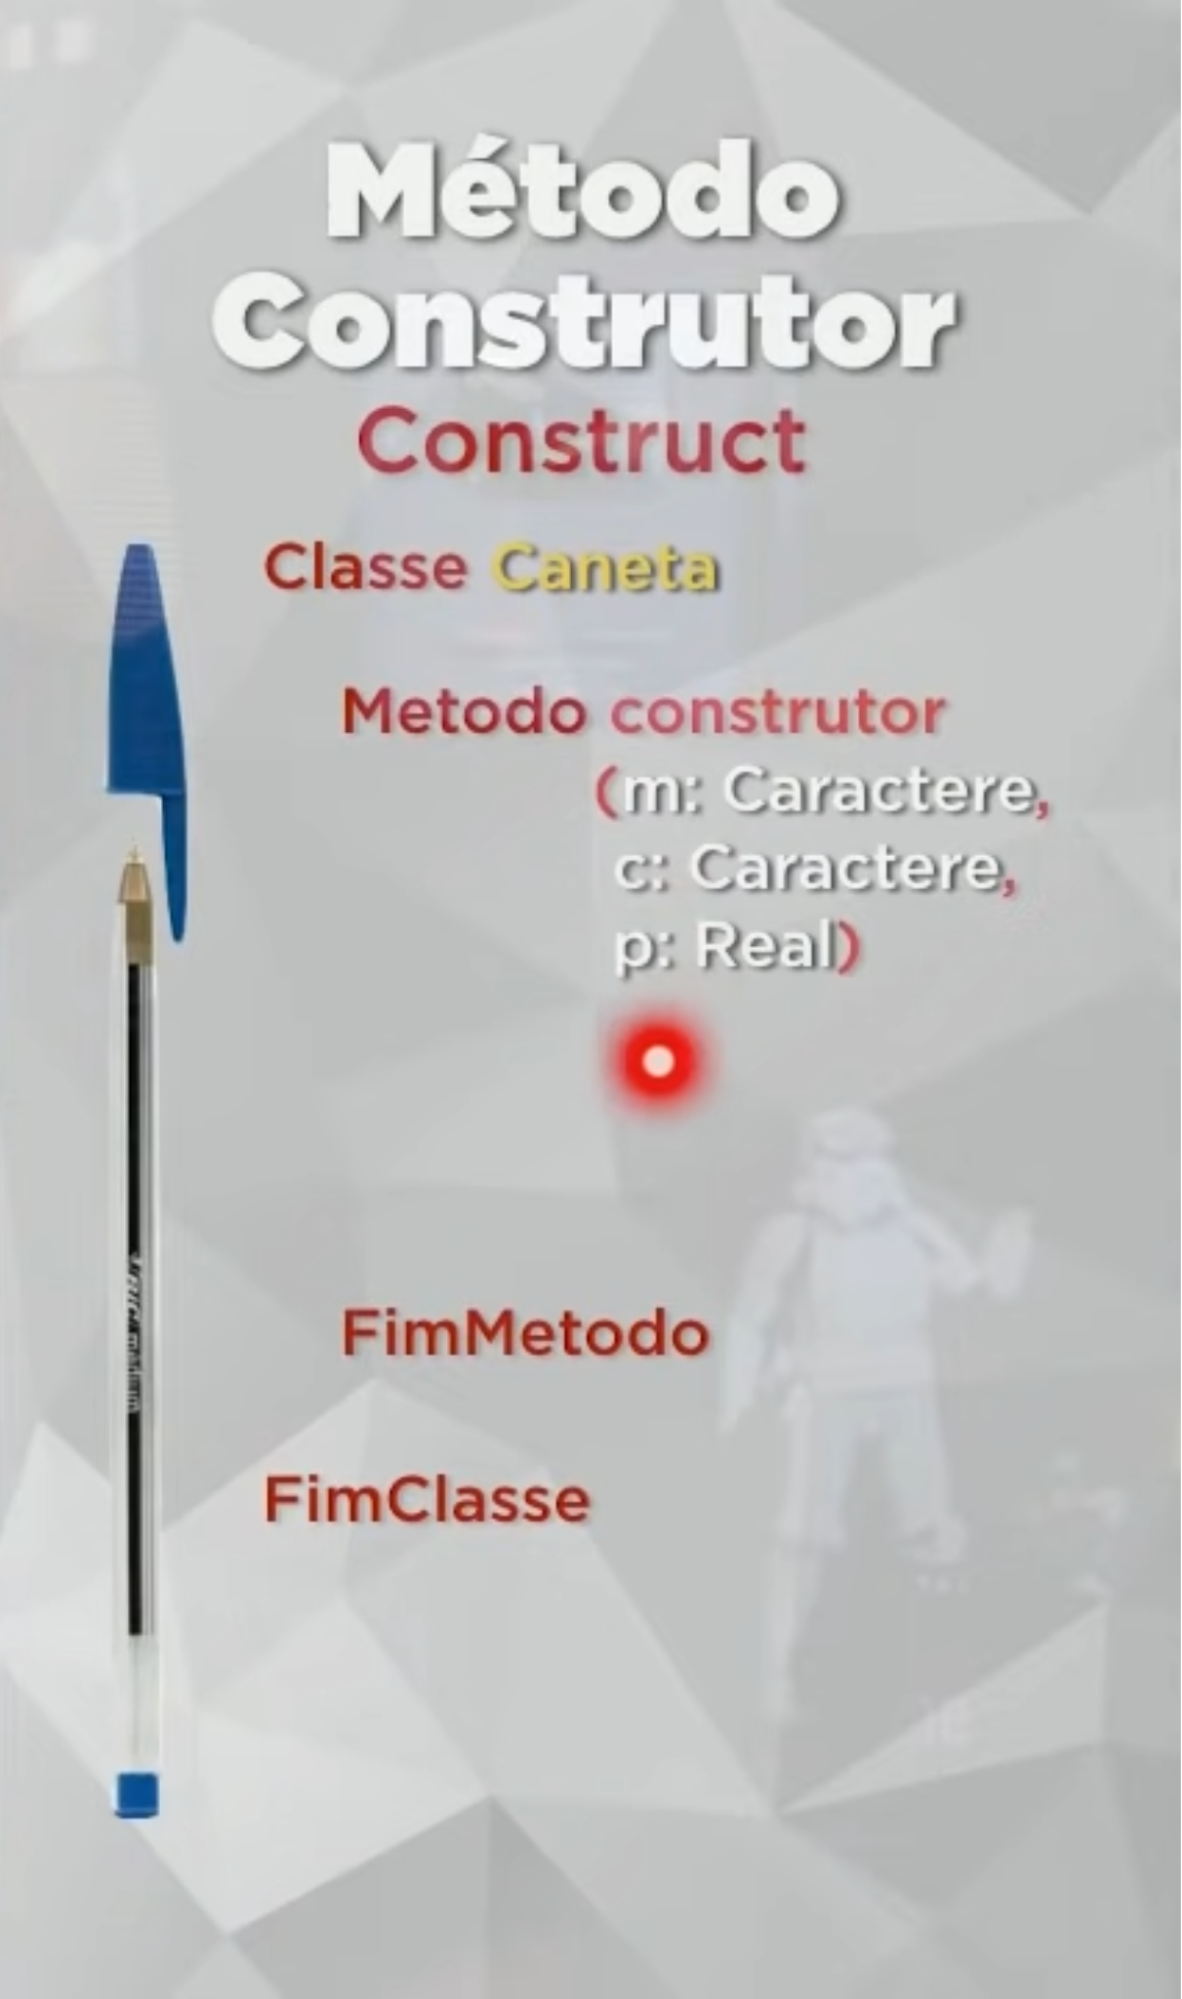 Método
Construtor
Construct
Classe Caneta
Metodo construtor
(m: Caractere,
c: Caractere,
p: Real)
FimMetodo
FimClasse